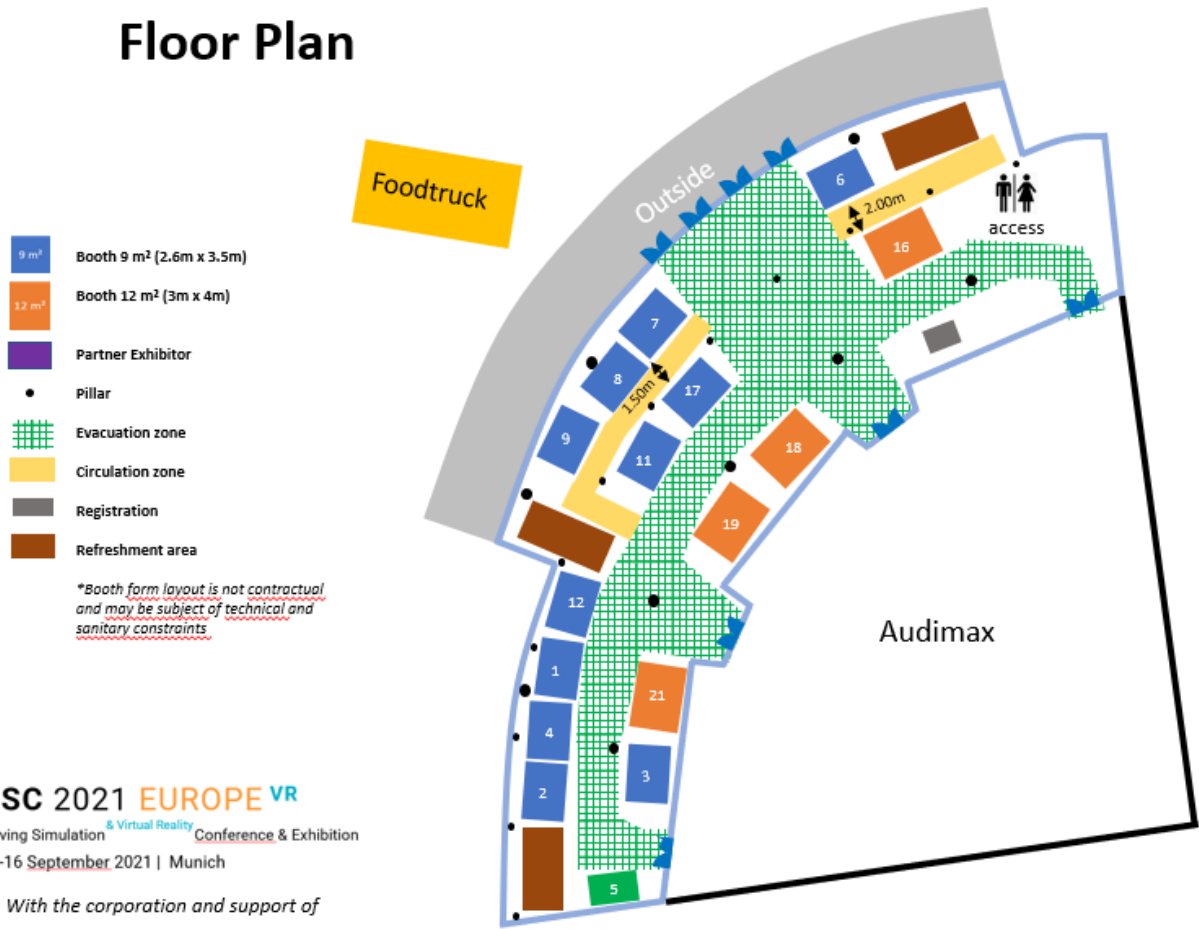 Floor Plan
Foodtruck
Outside
6
2.00m
16
access
9 m²
Booth 9 m² (2.6m x 3.5m)
12 m²
Booth 12 m² (3m x 4m)
Partner Exhibitor
Pillar
Evacuation zone
Circulation zone
Registration
Refreshment area
*Booth form layout is not contractual
and may be subject of technical and
sanitary constraints
7
8
1.50m
17
9
11
18
19
12
1
4
2
21
3
5
Audimax
SC 2021 EUROPE VR
ving Simulation & Virtual Reality Conference & Exhibition
-16 September 2021 | Munich
With the corporation and support of